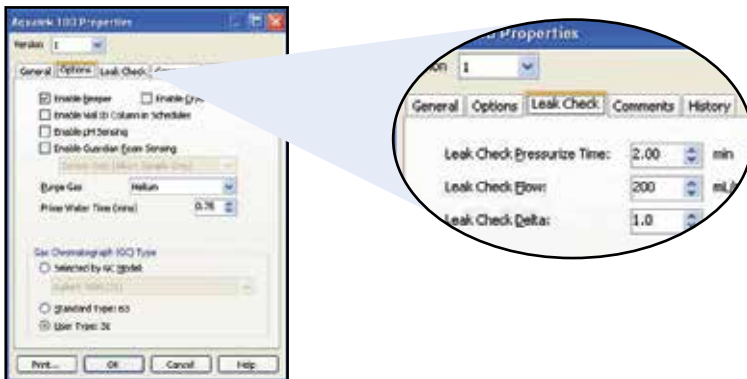 Aquatek 100 Properties
Version 1
General Options Leak Check
Enable Beeper Enable
Enable Vial ID Column in Schedules
Enable pH Sensing
Enable Guardian Foam Sensing
Purge Gas Helium
Prime Water Time (mins) 0.75
Gas Chromatograph (GC) Type
Selected by GC Model:
Standard Type: 63
User Type: 31
Print... OK Cancel Help
Properties
1
General Options Leak Check Comments History
Leak Check Pressurize Time: 2.00 min
Leak Check Flow: 200
Leak Check Delta: 1.0